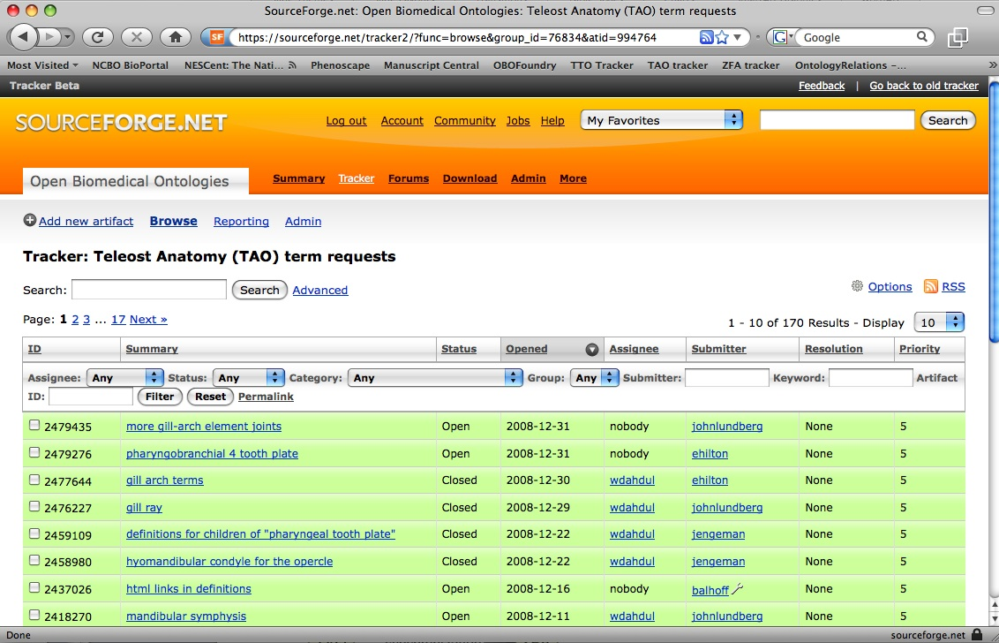 SourceForge.net: Open Biomedical Ontologies: Teleost Anatomy (TAO) term requests
SF https://sourceforge.net/tracker2/?func=browse&group_id=76834&atid=994764 G Google
Most Visited NCBO BioPortal NESCent: The Nati... Phenoscape Manuscript Central OBOFoundry TTO Tracker TAO tracker ZFA tracker OntologyRelations –... »
Tracker Beta Feedback | Go back to old tracker
SOURCEFORGE.NET Log out Account Community Jobs Help My Favorites Search
Open Biomedical Ontologies Summary Tracker Forums Download Admin More
Add new artifact Browse Reporting Admin
Tracker: Teleost Anatomy (TAO) term requests
Search: Search Advanced Options RSS
Page: 1 2 3 ... 17 Next » 1 - 10 of 170 Results - Display 10
ID Summary Status Opened Assignee Submitter Resolution Priority
Assignee: Any Status: Any Category: Any Group: Any Submitter: Keyword: Artifact
ID: Filter Reset Permalink
2479435 more gill-arch element joints Open 2008-12-31 nobody johnlundberg None 5
2479276 pharyngobranchial 4 tooth plate Open 2008-12-31 nobody ehilton None 5
2477644 gill arch terms Closed 2008-12-30 wdahdul ehilton None 5
2476227 gill ray Closed 2008-12-29 wdahdul johnlundberg None 5
2459109 definitions for children of "pharyngeal tooth plate" Closed 2008-12-22 wdahdul jengeman None 5
2458980 hyomandibular condyle for the opercle Closed 2008-12-22 wdahdul jengeman None 5
2437026 html links in definitions Open 2008-12-16 nobody balhoff None 5
2418270 mandibular symphysis Open 2008-12-11 wdahdul johnlundberg None 5
Done sourceforge.net